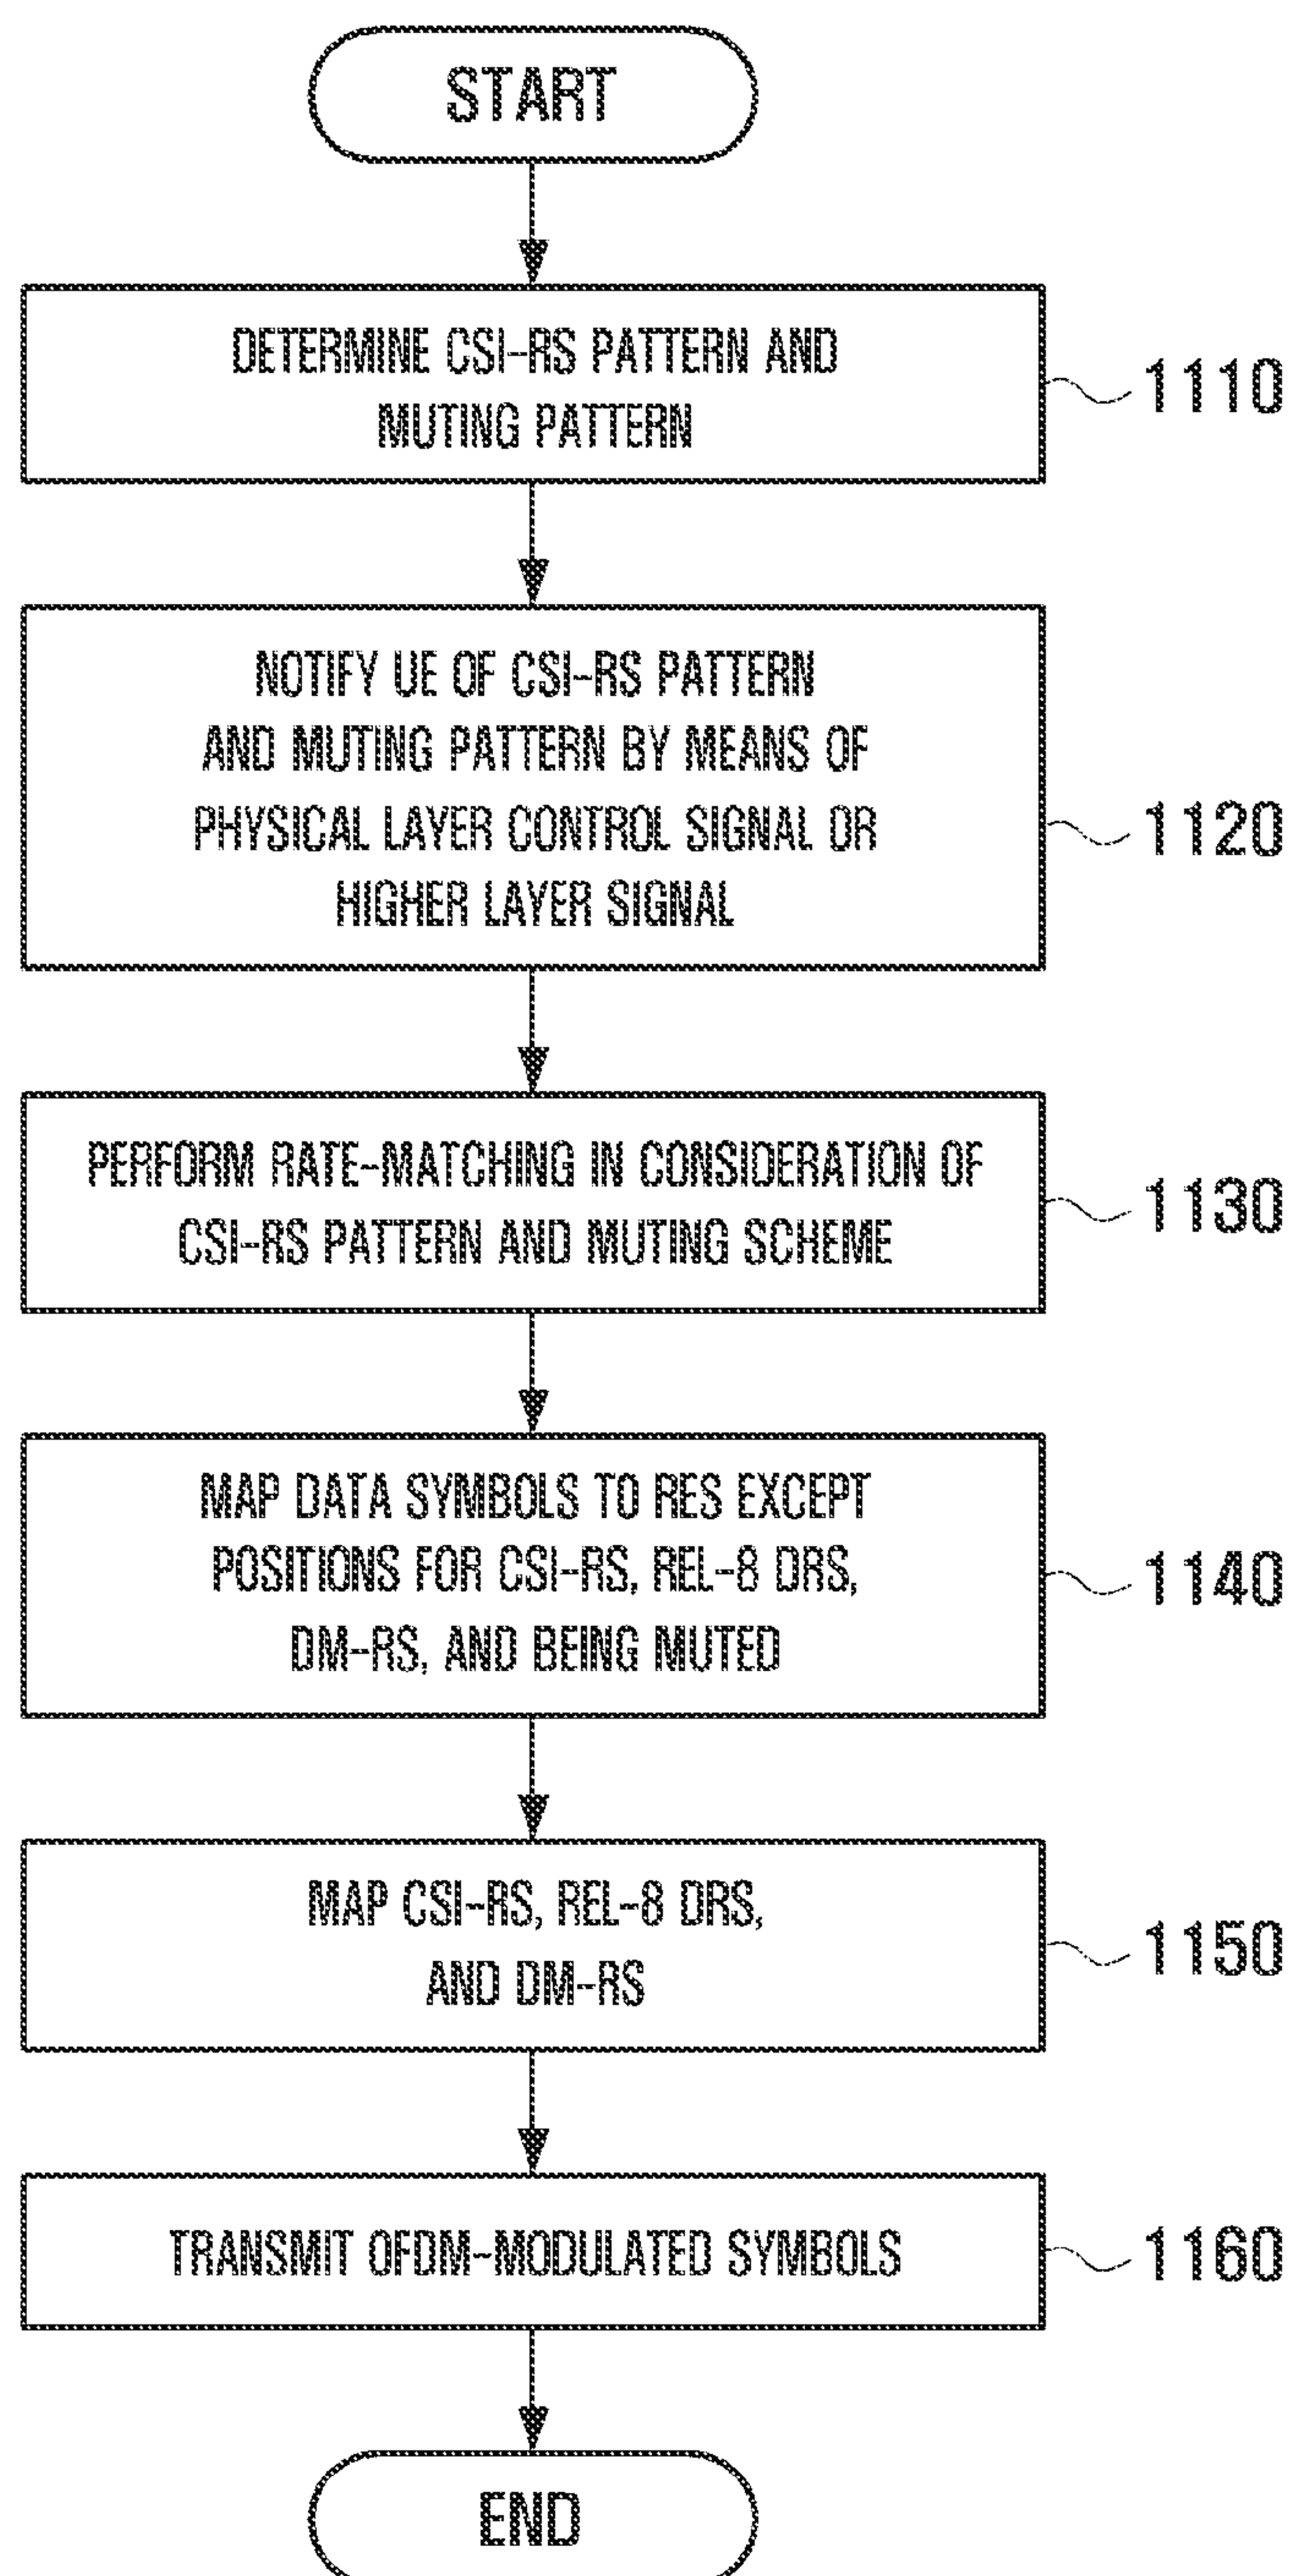 START
DETERMINE CSI-RS PATTERN AND
MUTING PATTERN
1110
NOTIFY UE OF CSI-RS PATTERN
AND MUTING PATTERN BY MEANS OF
PHYSICAL LAYER CONTROL SIGNAL OR
HIGHER LAYER SIGNAL
1120
PERFORM RATE-MATCHING IN CONSIDERATION OF
CSI-RS PATTERN AND MUTING SCHEME
1130
MAP DATA SYMBOLS TO RES EXCEPT
POSITIONS FOR CSI-RS, REL-8 DRS,
DM-RS, AND BEING MUTED
1140
MAP CSI-RS, REL-8 DRS,
AND DM-RS
1150
TRANSMIT OFDM-MODULATED SYMBOLS
1160
END